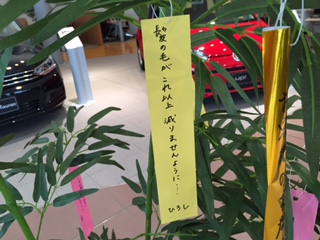 髪の毛が
これ以上
減りませんように・・・
ひろし
up!